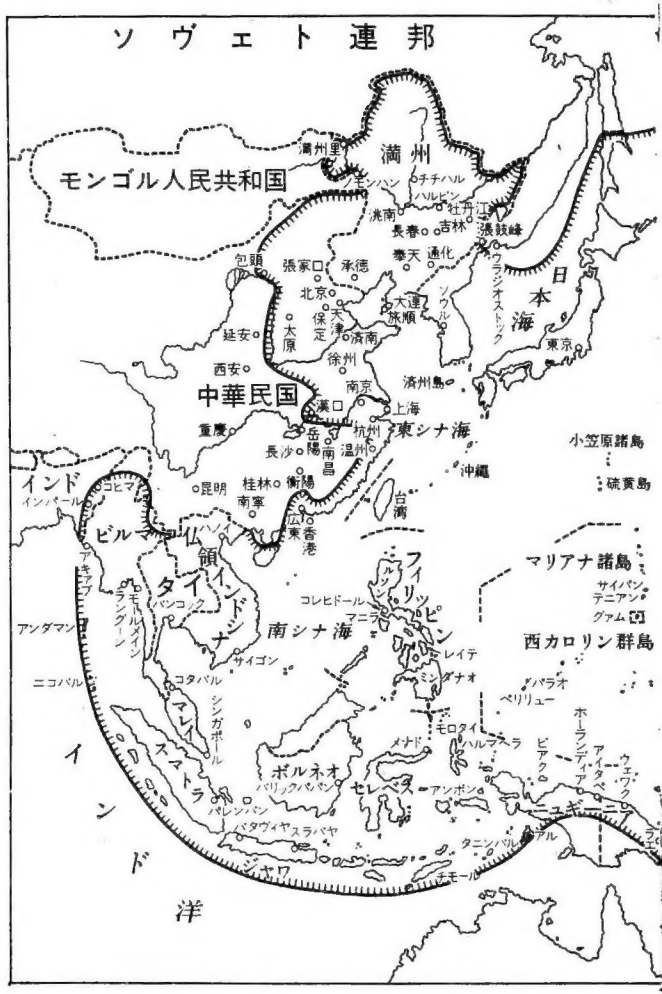 ソヴェト連邦
満州里
満州
モンゴル人民共和国
ノモンハン
チチハル
ハルビン
洮南
牡丹江
長春
吉林
張鼓峰
奉天
通化
ウラジオストック
日本海
包頭
張家口
承徳
北京
大連
旅順
ソウル
保定
天津
太原
済南
延安
東京
西安
徐州
済州島
中華民国
南京
漢口
上海
重慶
岳陽
杭州
東シナ海
長沙
南昌
温州
小笠原諸島
沖縄
インド
コヒマ
昆明
桂林
衡陽
硫黄島
インパール
南寧
台湾
ビルマ
ハノイ
広東
香港
仏領インドシナ
アキアブ
タイ
フィリッピン
ルソン
マリアナ諸島
サイパン
テニアン
バンコック
コレヒドール
マニラ
グァム
モールメイン
ラングーン
アンダマン
南シナ海
西カロリン群島
サイゴン
レイテ
ニコバル
コタバル
ミンダナオ
パラオ
ペリリュー
マレイ
シンガポール
モロタイ
ホーランディア
メナド
ハルマヘラ
ビアク
アイタペ
ウェワク
スマトラ
ボルネオ
バリックパパン
セレベス
アンボン
パレンバン
ニューギニア
バタヴィヤ
スラバヤ
タニンバル
アル
ラエ
ジャワ
チモール
インド洋